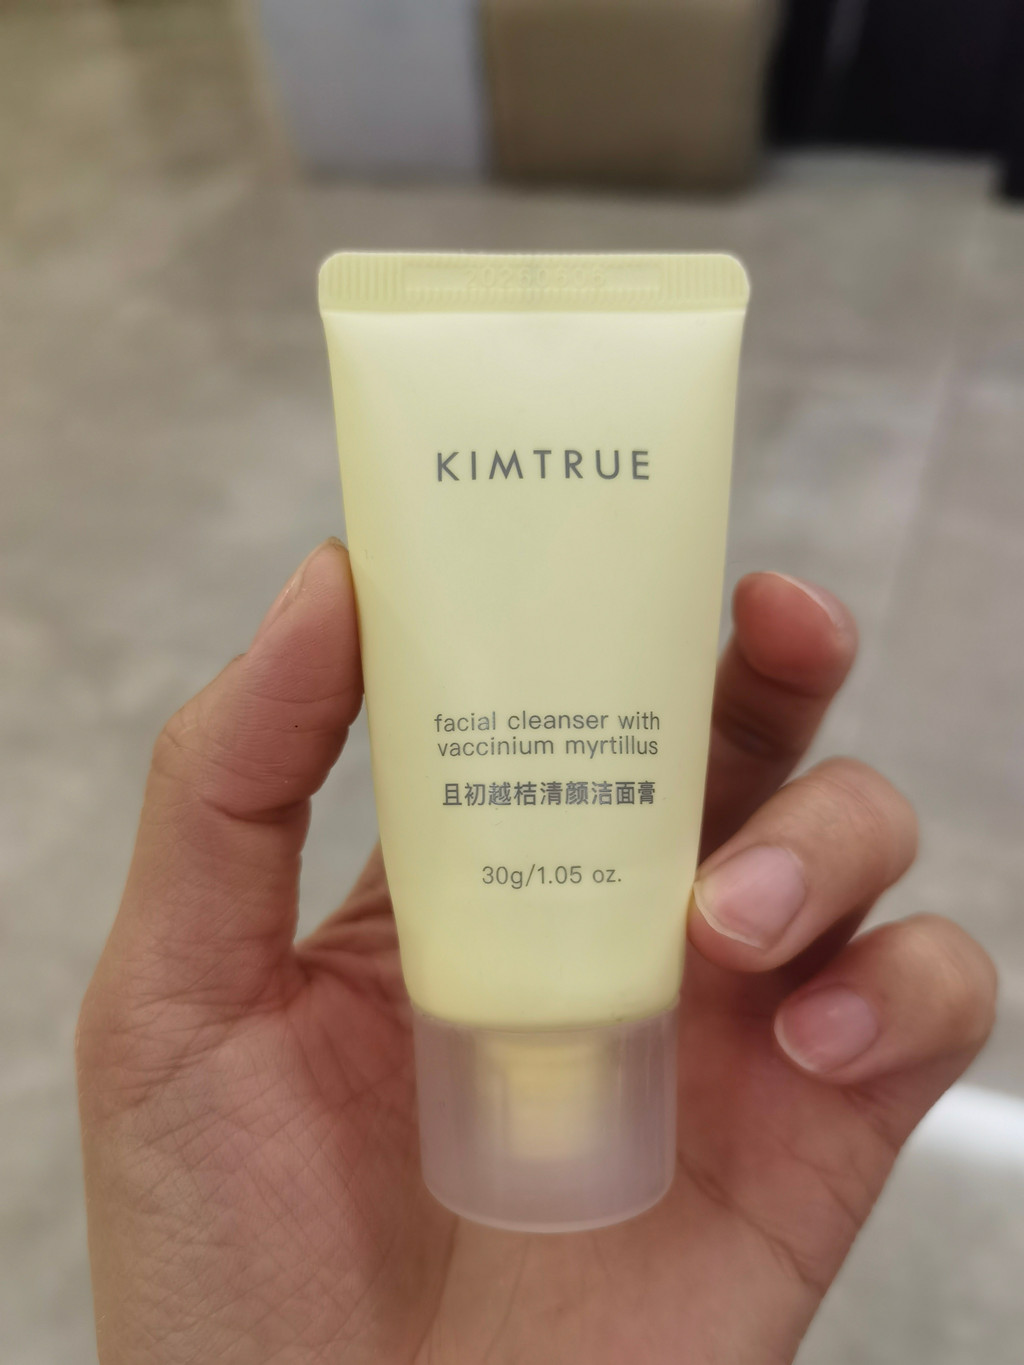 KIMTRUE
facial cleanser with
vaccinium myrtillus
且初越桔清颜洁面膏
30g/1.05 oz.